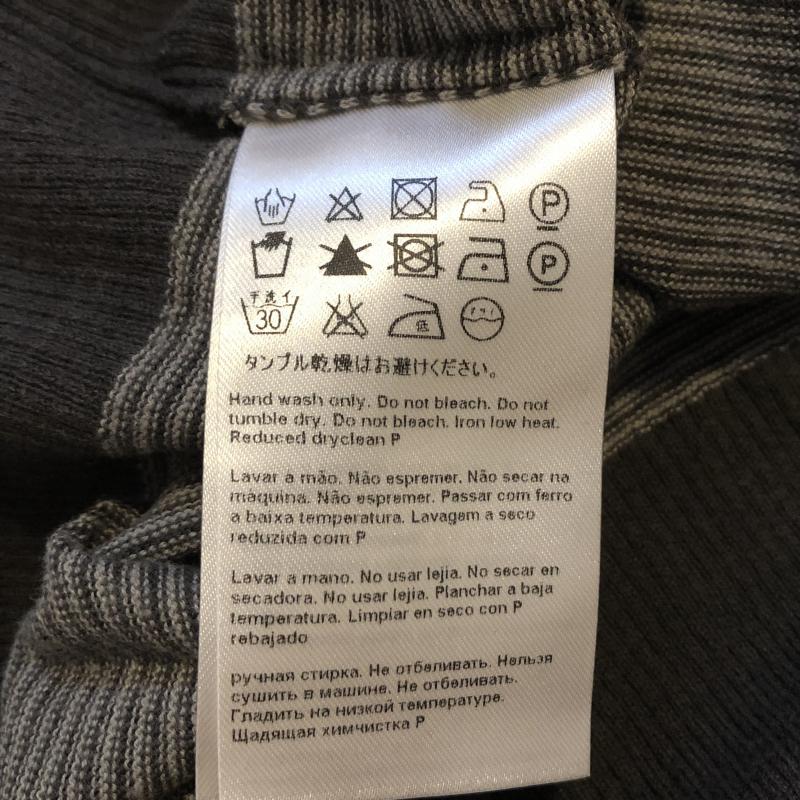 P
P
手洗イ
30
低
タンブル乾燥はお避けください。
Hand wash only. Do not bleach. Do not
tumble dry. Do not bleach. Iron low heat.
Reduced dryclean P
Lavar a mão. Não espremer. Não secar na
maquina. Não espremer. Passar com ferro
a baixa temperatura. Lavagem a seco
reduzida com P
Lavar a mano. No usar lejia. No secar en
secadora. No usar lejia. Planchar a baja
temperatura. Limpiar en seco con P
rebajado
ручная стирка. Не отбеливать. Нельзя
сушить в машине. Не отбеливать.
Гладить на низкой температуре.
Щадящая химчистка P